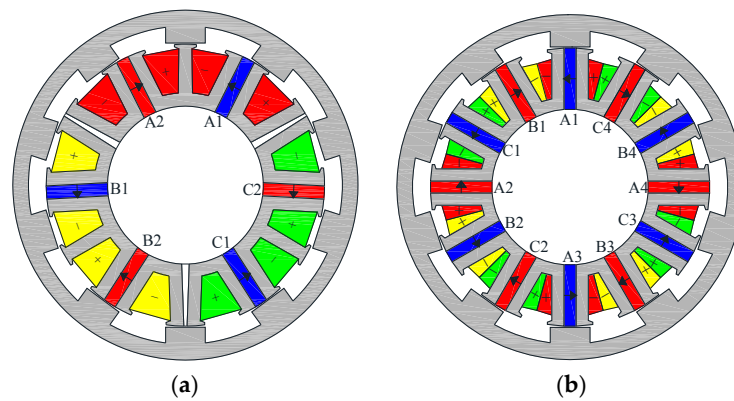 A2 A1
B1 C2
B2 C1
(a)
B1 A1 C4
C1 B4
A2 A4
B2 C3
C2 A3 B3
(b)